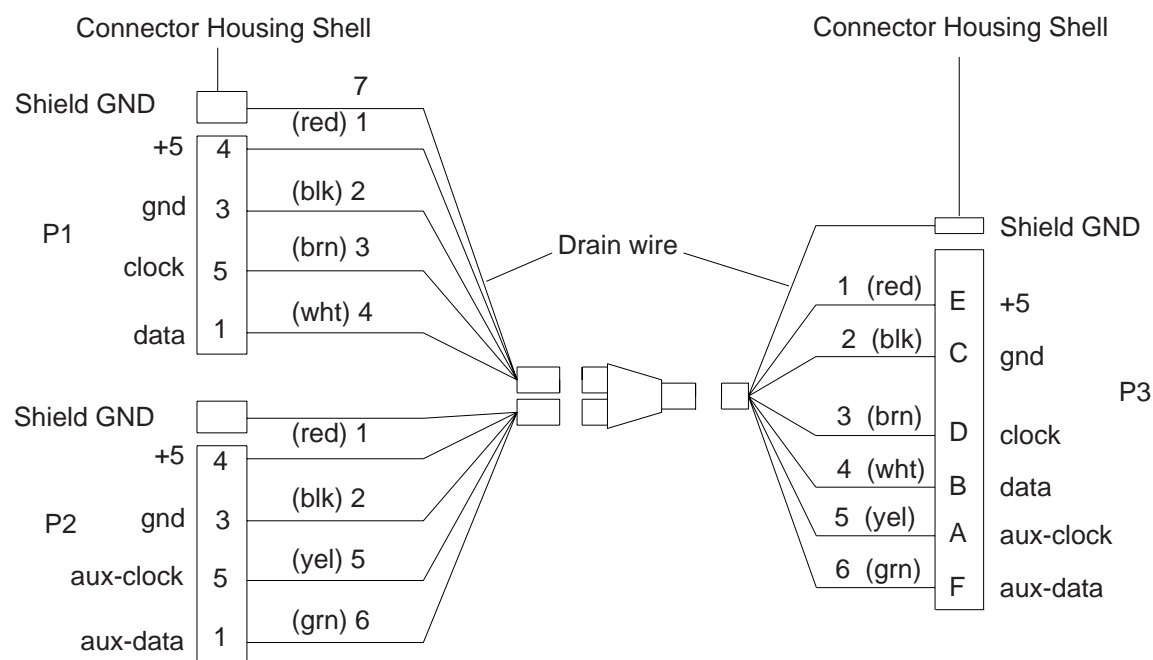 Connector Housing Shell
Shield GND
7
(red) 1
+5 4
(blk) 2
gnd 3
P1
(brn) 3
clock 5
(wht) 4
data 1
Shield GND
(red) 1
+5 4
(blk) 2
P2 gnd 3
(yel) 5
aux-clock 5
(grn) 6
aux-data 1
Drain wire
Connector Housing Shell
Shield GND
1 (red) E +5
2 (blk) C gnd
P3
3 (brn) D clock
4 (wht) B data
5 (yel) A aux-clock
6 (grn) F aux-data